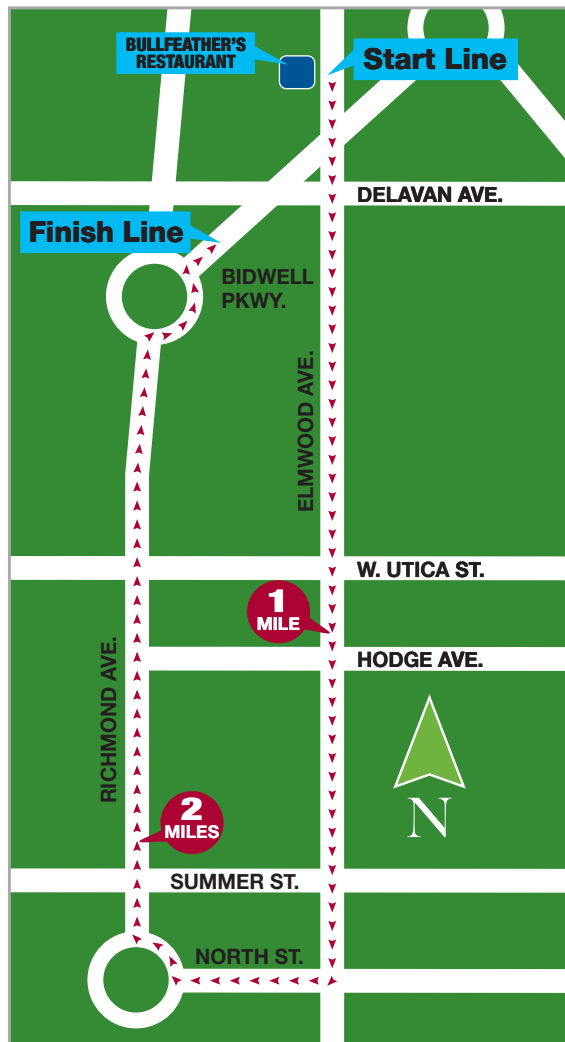 BULLFEATHER'S
RESTAURANT
Start Line
DELAVAN AVE.
Finish Line
BIDWELL
PKWY.
ELMWOOD AVE.
W. UTICA ST.
1
MILE
HODGE AVE.
RICHMOND AVE.
N
2
MILES
SUMMER ST.
NORTH ST.